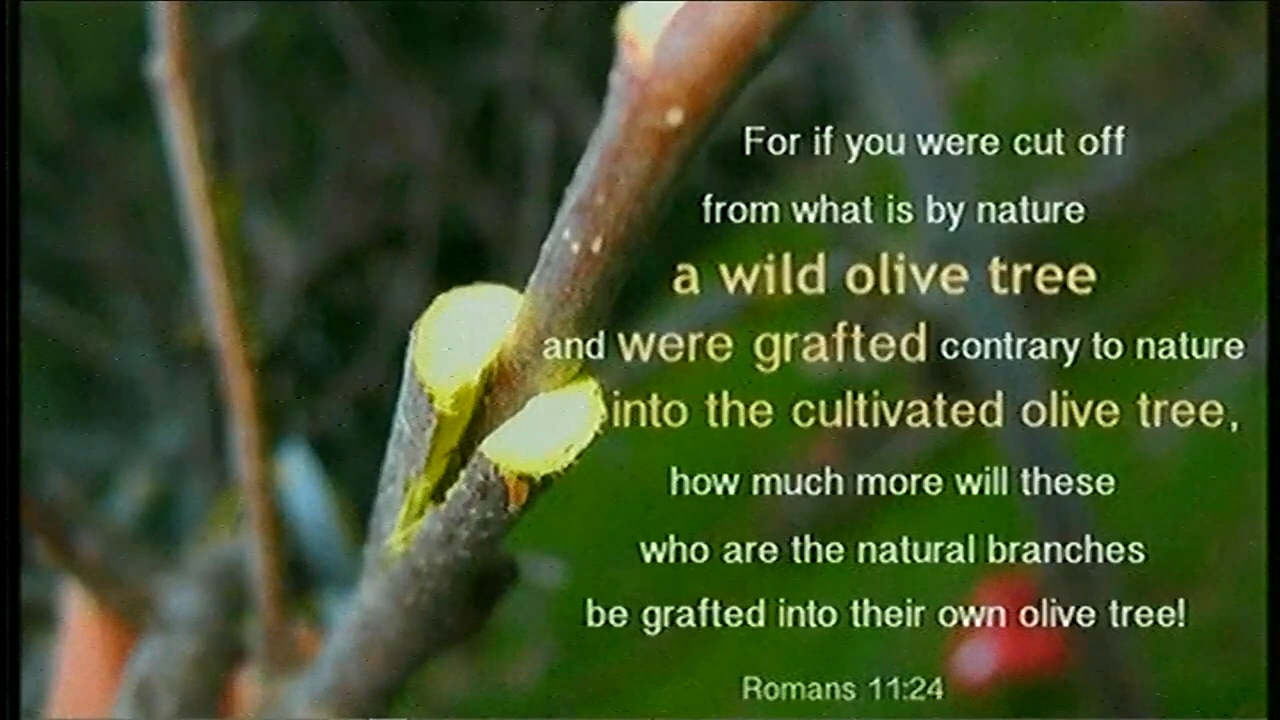 For if you were cut off
from what is by nature
a wild olive tree
and were grafted contrary to nature
into the cultivated olive tree,
how much more will these
who are the natural branches
be grafted into their own olive tree!
Romans 11:24